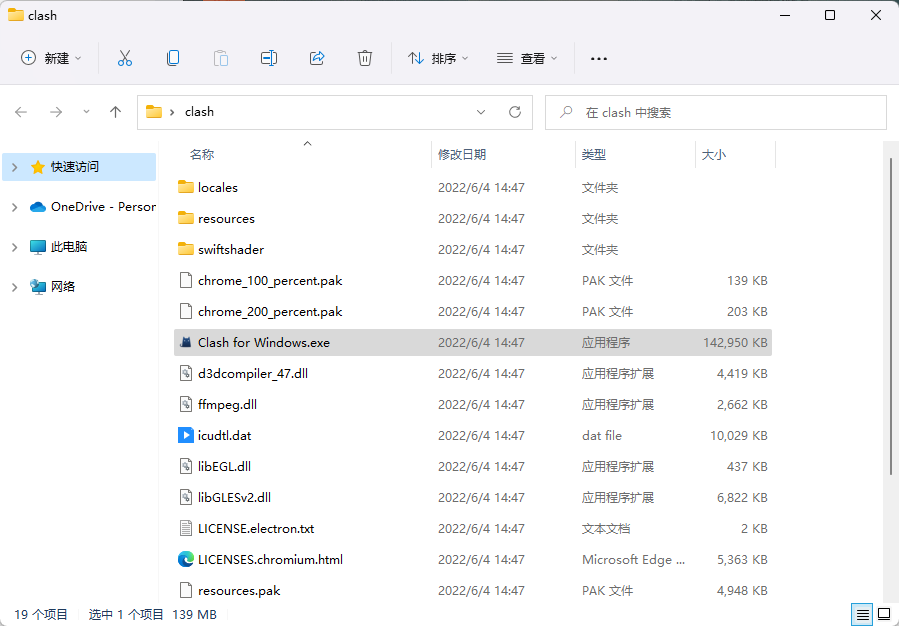 clash
新建 排序 查看
clash 在 clash 中搜索
名称 修改日期 类型 大小
快速访问
OneDrive - Person
此电脑
网络
locales 2022/6/4 14:47 文件夹
resources 2022/6/4 14:47 文件夹
swiftshader 2022/6/4 14:47 文件夹
chrome_100_percent.pak 2022/6/4 14:47 PAK 文件 139 KB
chrome_200_percent.pak 2022/6/4 14:47 PAK 文件 203 KB
Clash for Windows.exe 2022/6/4 14:47 应用程序 142,950 KB
d3dcompiler_47.dll 2022/6/4 14:47 应用程序扩展 4,419 KB
ffmpeg.dll 2022/6/4 14:47 应用程序扩展 2,662 KB
icudtl.dat 2022/6/4 14:47 dat file 10,029 KB
libEGL.dll 2022/6/4 14:47 应用程序扩展 437 KB
libGLESv2.dll 2022/6/4 14:47 应用程序扩展 6,822 KB
LICENSE.electron.txt 2022/6/4 14:47 文本文档 2 KB
LICENSES.chromium.html 2022/6/4 14:47 Microsoft Edge ... 5,363 KB
resources.pak 2022/6/4 14:47 PAK 文件 4,948 KB
19 个项目 选中 1 个项目 139 MB